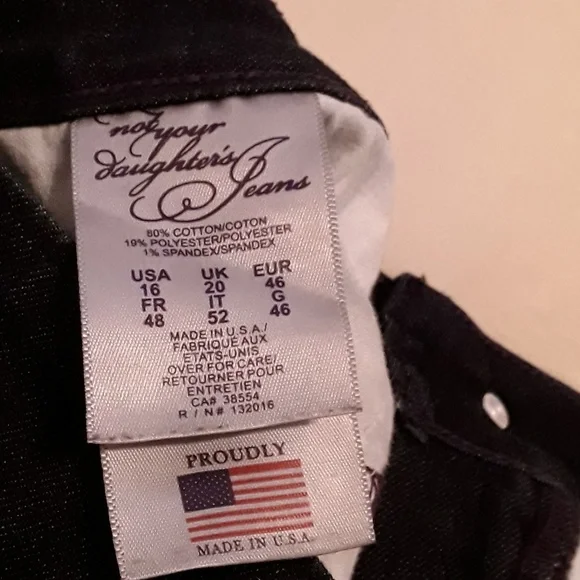 not your
daughter's
Jeans
80% COTTON/COTON
19% POLYESTER/POLYESTER
1% SPANDEX/SPANDEX
USA UK EUR
16 20 46
FR IT G
48 52 46
MADE IN U.S.A./
FABRIQUÉ AUX
ETATS-UNIS
OVER FOR CARE/
RETOURNER POUR
ENTRETIEN
CA# 38554
R / N# 132016
PROUDLY
MADE IN U.S.A.